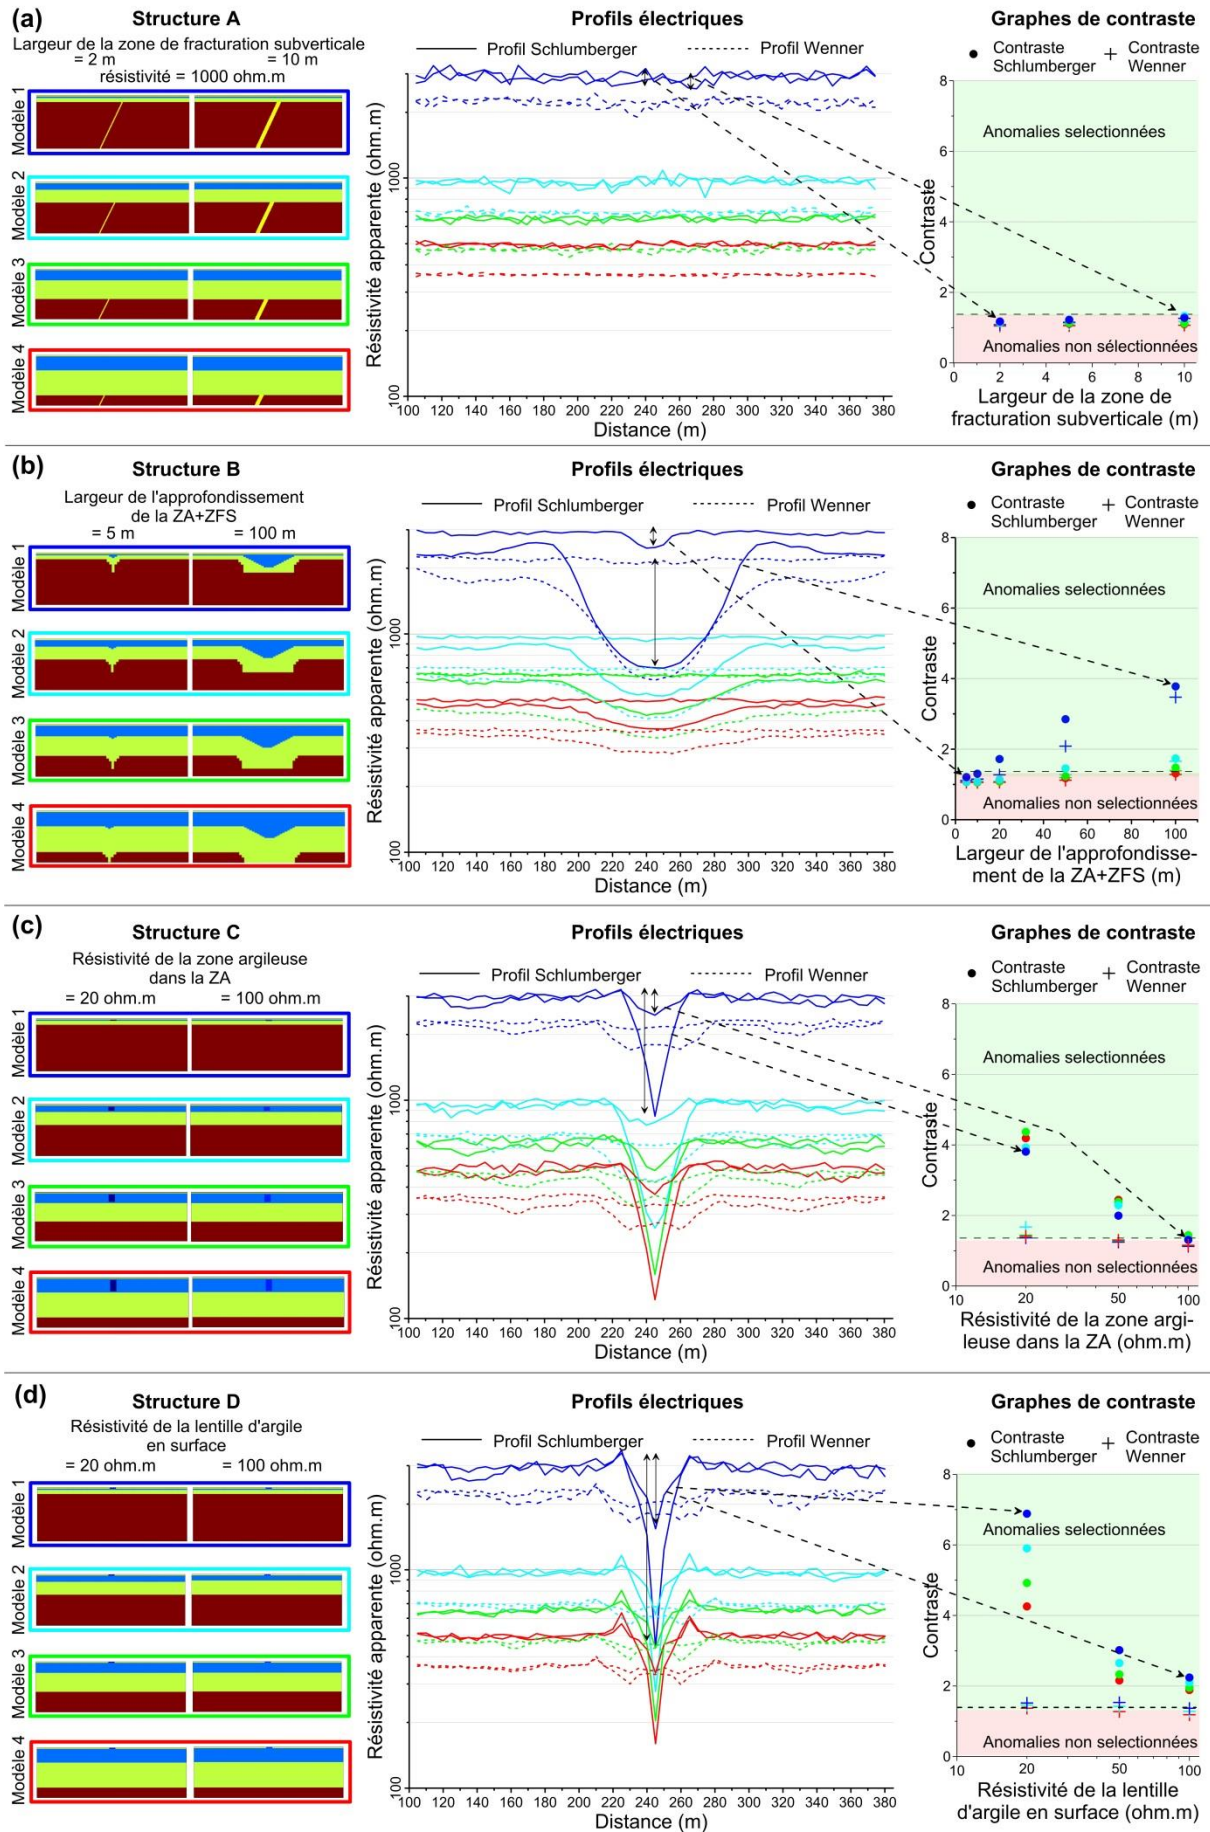 (a)
Structure A
Profils électriques
Graphes de contraste
Largeur de la zone de fracturation subverticale
= 2 m
= 10 m
résistivité = 1000 ohm.m
Modèle 1
Modèle 2
Modèle 3
Modèle 4
Profil Schlumberger
Profil Wenner
Résistivité apparente (ohm.m)
1000
100
100 120 140 160 180 200 220 240 260 280 300 320 340 360 380
Distance (m)
Contraste Schlumberger
Contraste Wenner
Contraste
8
6
4
2
0
Anomalies selectionnées
Anomalies non sélectionnées
0 2 4 6 8 10
Largeur de la zone de
fracturation subverticale (m)
(b)
Structure B
Profils électriques
Graphes de contraste
Largeur de l'approfondissement
de la ZA+ZFS
= 5 m
= 100 m
Modèle 1
Modèle 2
Modèle 3
Modèle 4
Profil Schlumberger
Profil Wenner
Résistivité apparente (ohm.m)
1000
100
100 120 140 160 180 200 220 240 260 280 300 320 340 360 380
Distance (m)
Contraste Schlumberger
Contraste Wenner
Contraste
8
6
4
2
0
Anomalies selectionnées
Anomalies non selectionnées
0 20 40 60 80 100
Largeur de l'approfondisse-
ment de la ZA+ZFS (m)
(c)
Structure C
Profils électriques
Graphes de contraste
Résistivité de la zone argileuse
dans la ZA
= 20 ohm.m
= 100 ohm.m
Modèle 1
Modèle 2
Modèle 3
Modèle 4
Profil Schlumberger
Profil Wenner
Résistivité apparente (ohm.m)
1000
100
100 120 140 160 180 200 220 240 260 280 300 320 340 360 380
Distance (m)
Contraste Schlumberger
Contraste Wenner
Contraste
8
6
4
2
0
Anomalies selectionnées
Anomalies non sélectionnées
10 20 50 100
Résistivité de la zone argi-
leuse dans la ZA (ohm.m)
(d)
Structure D
Profils électriques
Graphes de contraste
Résistivité de la lentille d'argile
en surface
= 20 ohm.m
= 100 ohm.m
Modèle 1
Modèle 2
Modèle 3
Modèle 4
Profil Schlumberger
Profil Wenner
Résistivité apparente (ohm.m)
1000
100
100 120 140 160 180 200 220 240 260 280 300 320 340 360 380
Distance (m)
Contraste Schlumberger
Contraste Wenner
Contraste
8
6
4
2
0
Anomalies selectionnées
Anomalies non sélectionnées
10 20 50 100
Résistivité de la lentille
d'argile en surface (ohm.m)